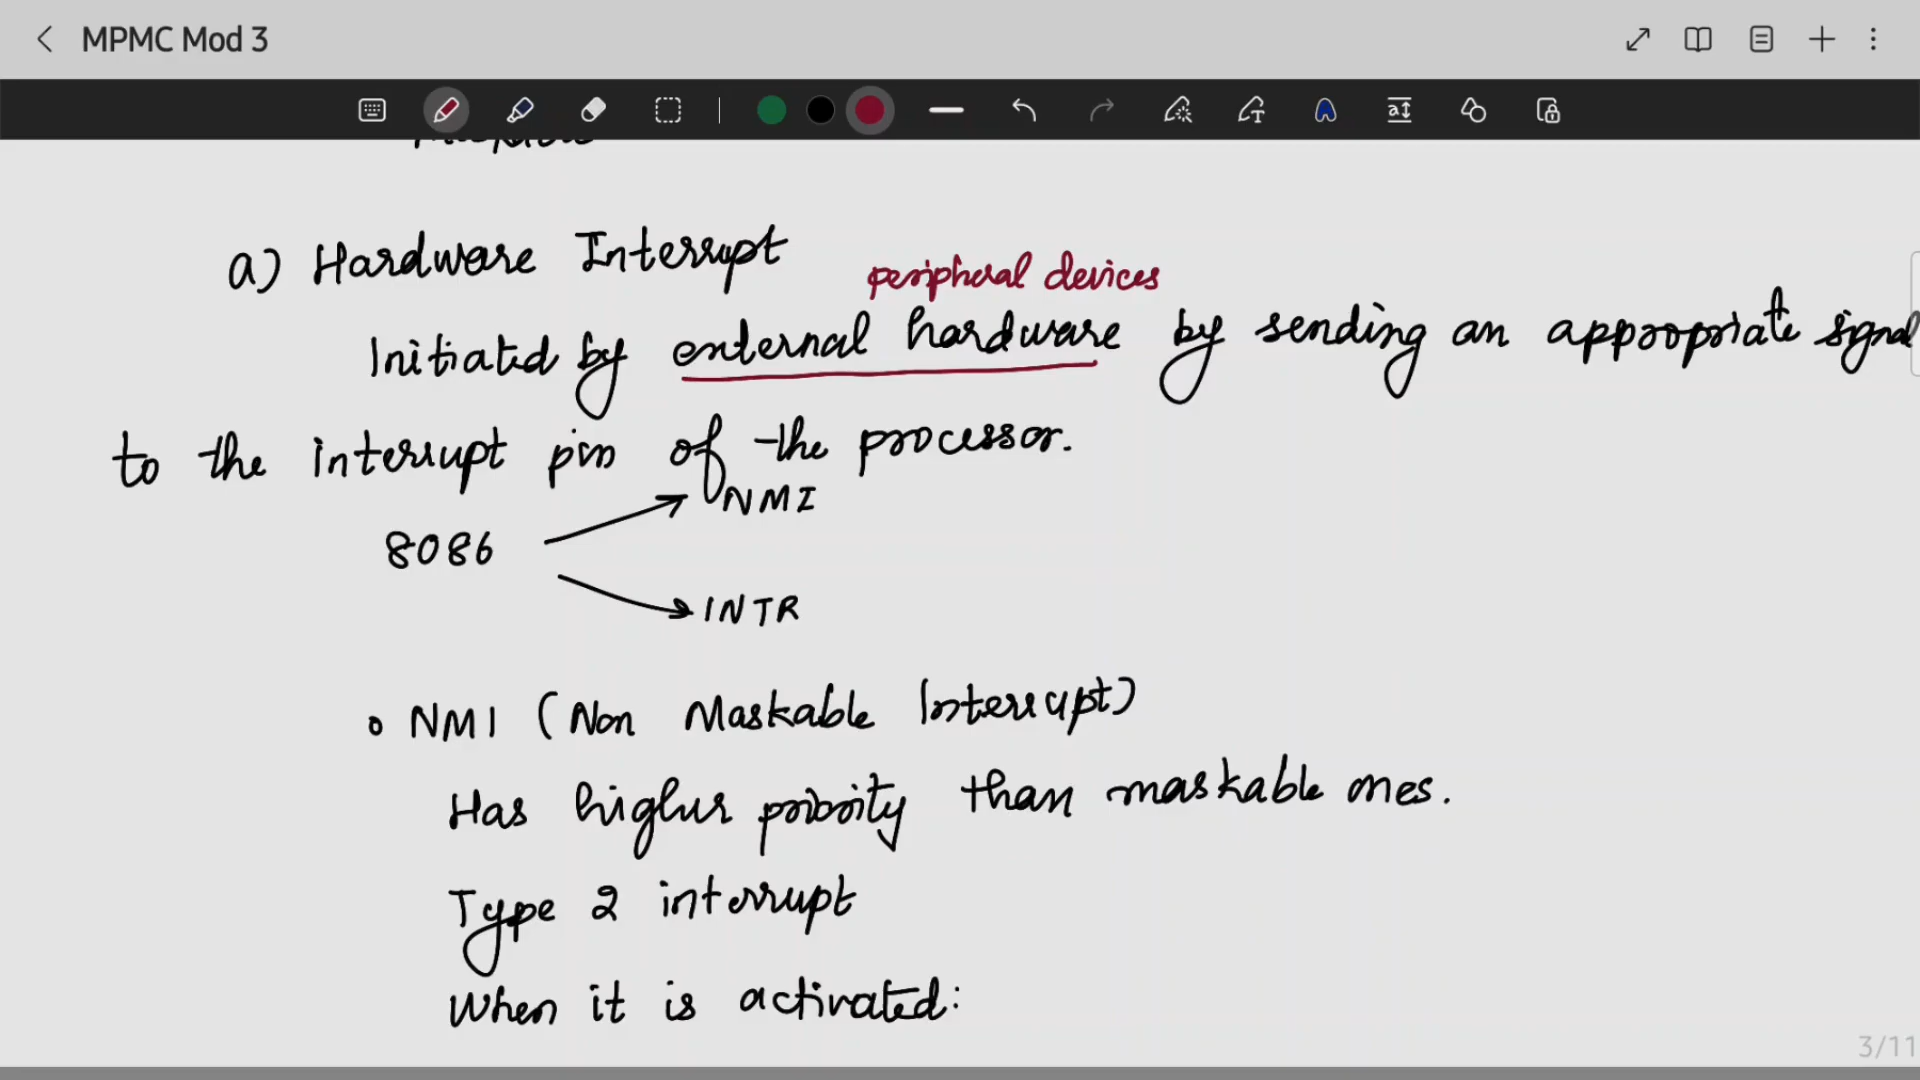 MPMC Mod 3
a) Hardware Interrupt
peripheral devices
Initiated by external hardware by sending an appropriate signal
to the interrupt pin of the processor.
NMI
8086
INTR
o NMI (Non Maskable Interrupt)
Has higher priority than maskable ones.
Type 2 interrupt
When it is activated:
3/11